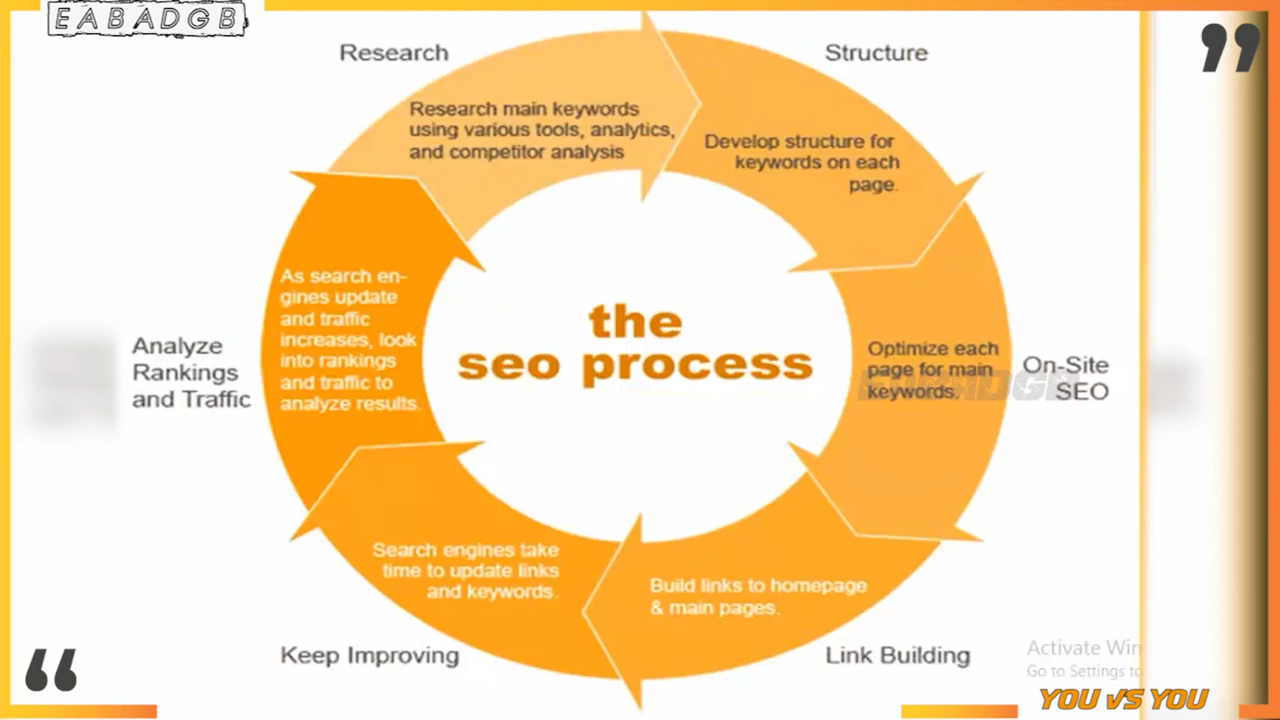 EABADGB
Research
Structure
Research main keywords
using various tools, analytics,
and competitor analysis
Develop structure for
keywords on each
page.
As search en-
gines update
and traffic
increases, look
into rankings
and traffic to
analyze results.
the
seo process
Analyze
Rankings
and Traffic
Optimize each
page for main
keywords.
On-Site
SEO
Search engines take
time to update links
and keywords.
Build links to homepage
& main pages.
Keep Improving
Link Building
Activate Win
Go to Settings to
YOU vS YOU